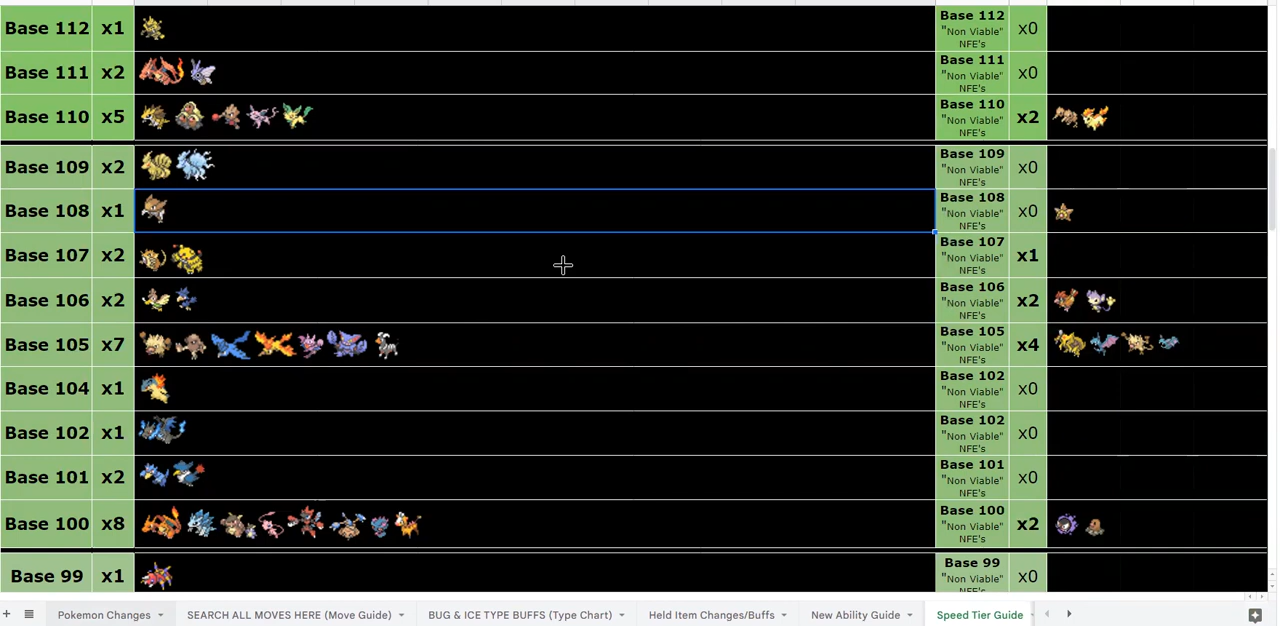 Base 112 x1 Base 112 x0
"Non Viable"
NFE's
Base 111 x2 Base 111 x0
"Non Viable"
NFE's
Base 110 x5 Base 110 x2
"Non Viable"
NFE's
Base 109 x2 Base 109 x0
"Non Viable"
NFE's
Base 108 x1 Base 108 x0
"Non Viable"
NFE's
Base 107 x2 Base 107 x1
"Non Viable"
NFE's
Base 106 x2 Base 106 x2
"Non Viable"
NFE's
Base 105 x7 Base 105 x4
"Non Viable"
NFE's
Base 104 x1 Base 102 x0
"Non Viable"
NFE's
Base 102 x1 Base 102 x0
"Non Viable"
NFE's
Base 101 x2 Base 101 x0
"Non Viable"
NFE's
Base 100 x8 Base 100 x2
"Non Viable"
NFE's
Base 99 x1 Base 99 x0
"Non Viable"
NFE's
Pokemon Changes SEARCH ALL MOVES HERE (Move Guide) BUG & ICE TYPE BUFFS (Type Chart) Held Item Changes/Buffs New Ability Guide Speed Tier Guide